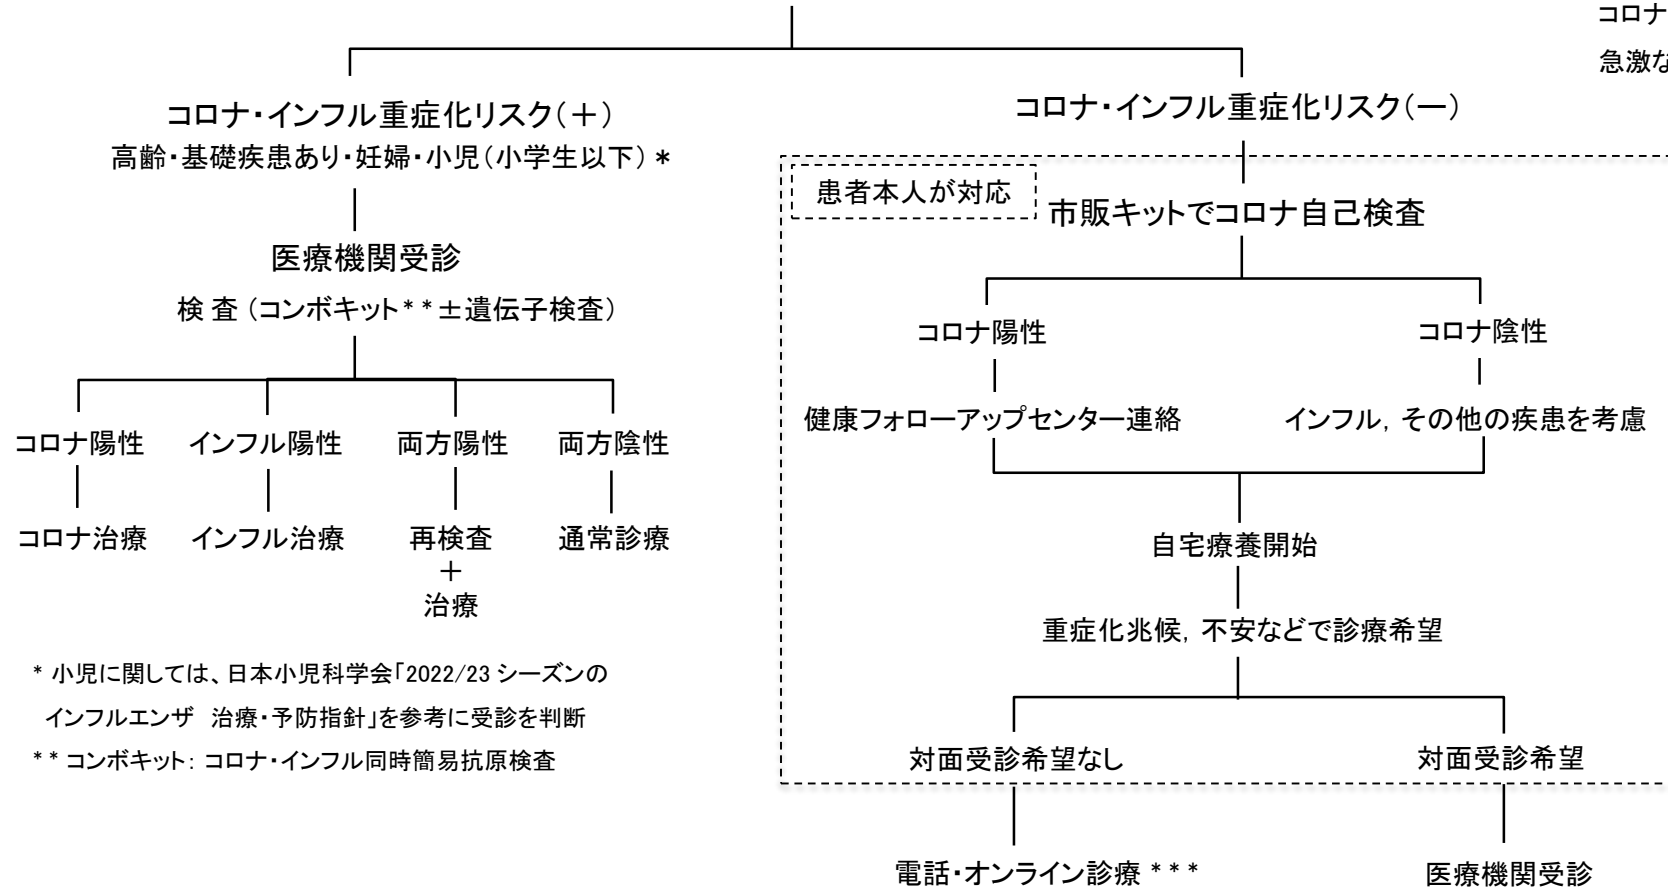 コロナ
急激な
コロナ・インフル重症化リスク（＋）
高齢・基礎疾患あり・妊婦・小児（小学生以下）*
医療機関受診
検 査（コンボキット**±遺伝子検査）
コロナ陽性 インフル陽性 両方陽性 両方陰性
コロナ治療 インフル治療 再検査 通常診療
＋
治療
* 小児に関しては、日本小児科学会「2022/23 シーズンの
インフルエンザ 治療・予防指針」を参考に受診を判断
** コンボキット: コロナ・インフル同時簡易抗原検査
コロナ・インフル重症化リスク（ー）
患者本人が対応
市販キットでコロナ自己検査
コロナ陽性 コロナ陰性
健康フォローアップセンター連絡 インフル, その他の疾患を考慮
自宅療養開始
重症化兆候, 不安などで診療希望
対面受診希望なし 対面受診希望
電話・オンライン診療 *** 医療機関受診